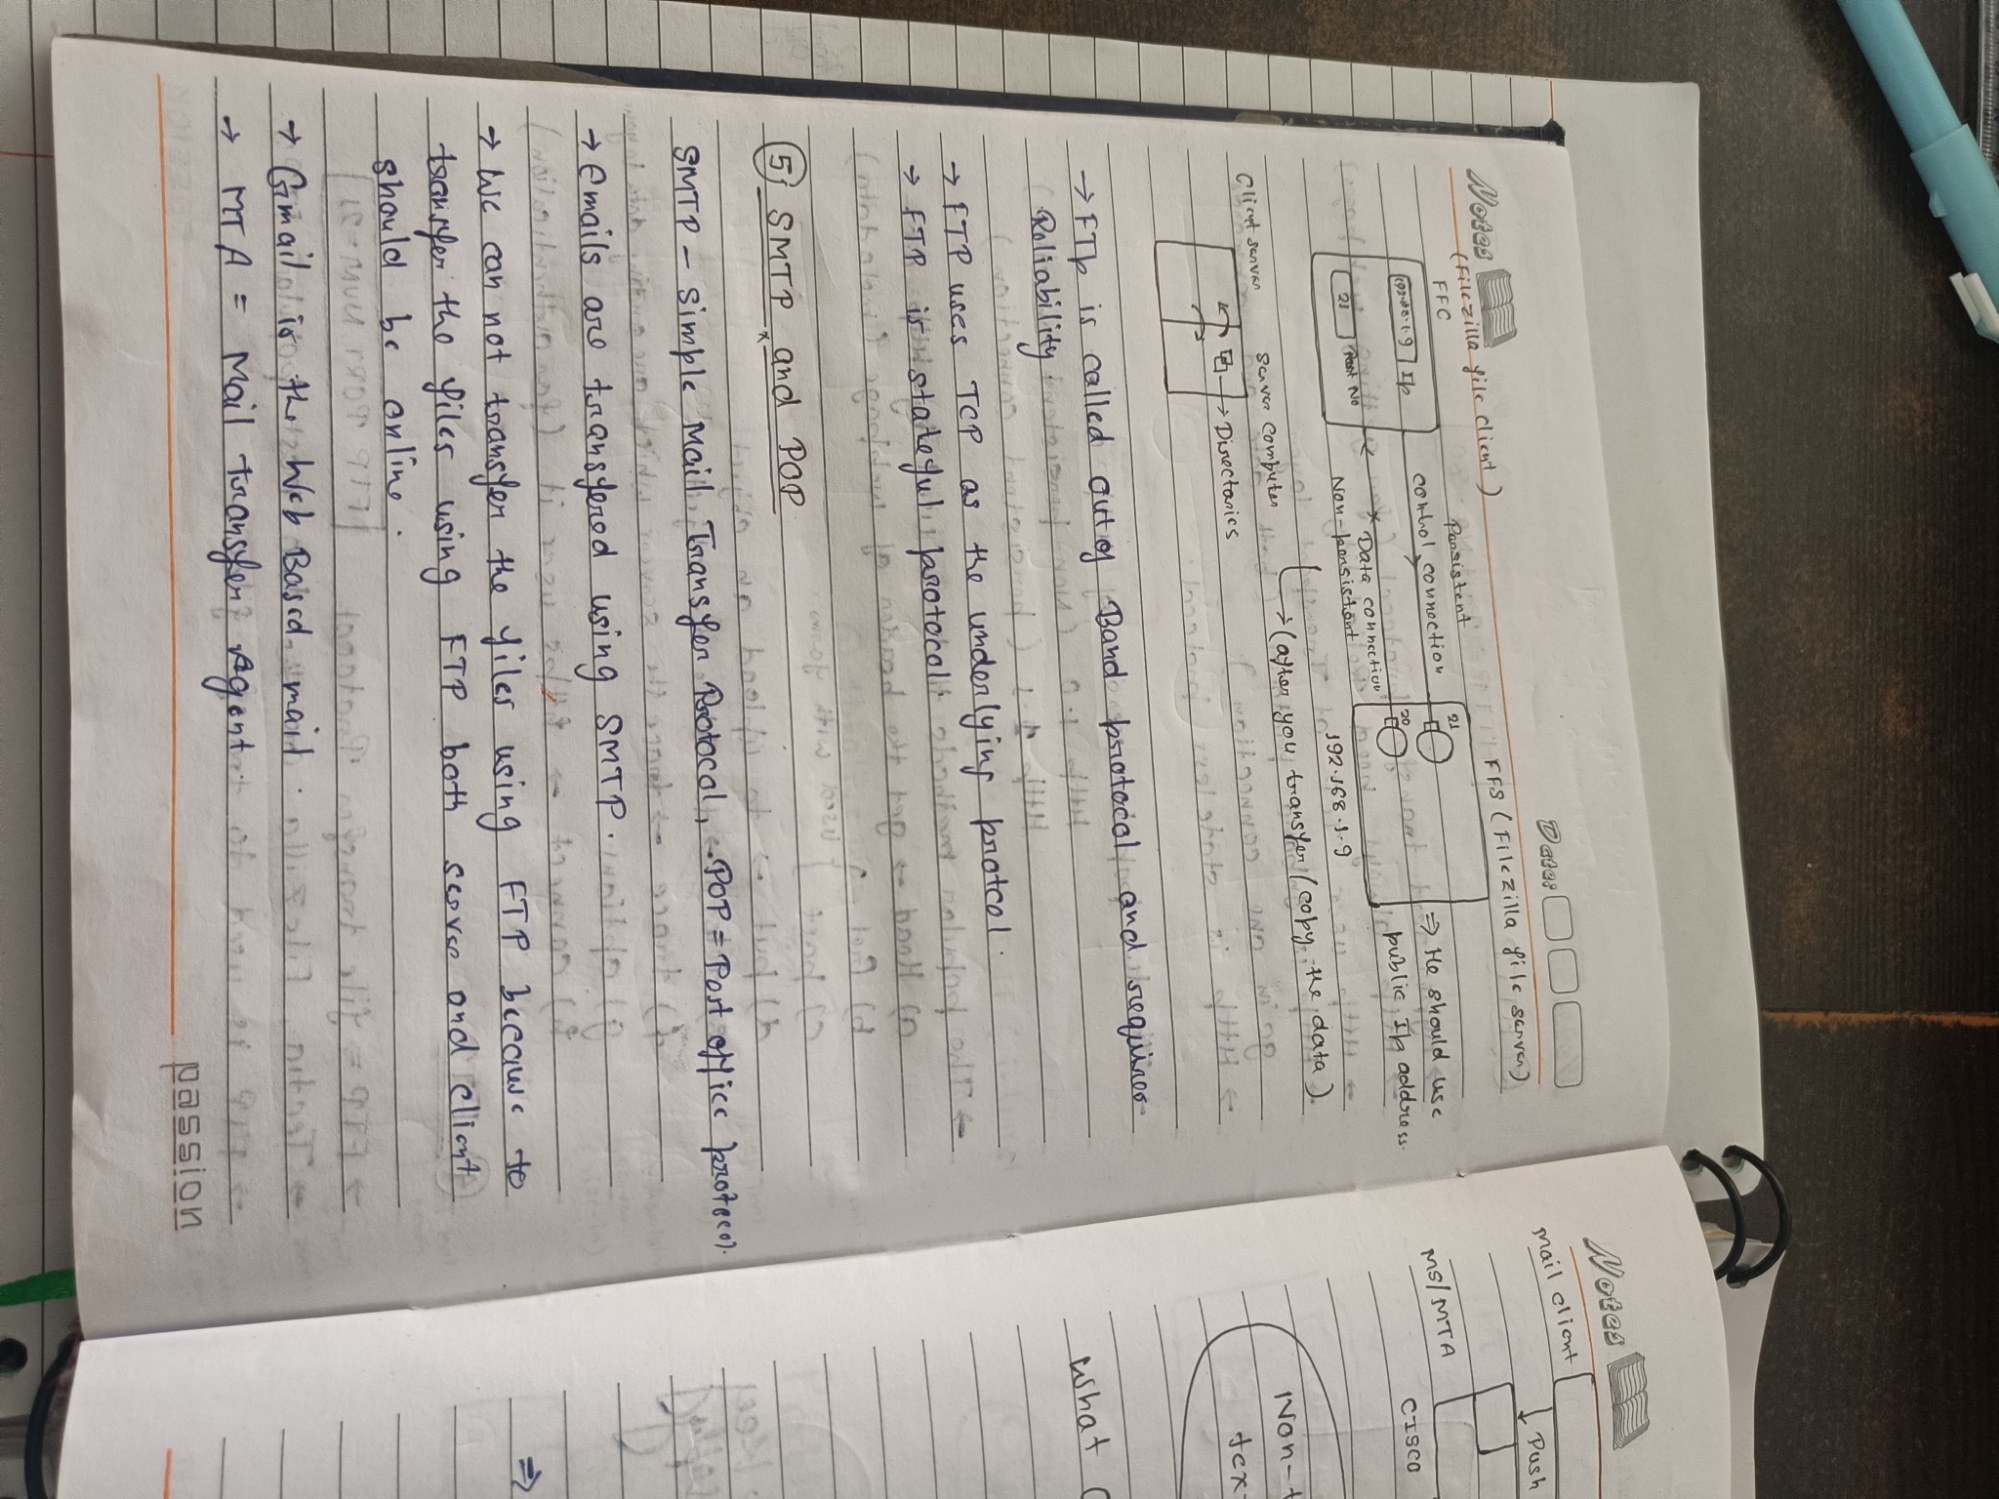 Notes
Date:
(Filezilla file client)
FFC
FFS (Filezilla file server)
Persistent
control connection
192.168.1.9 Ip
21 Port No
21
20
Data connection
Non-persistent
192.168.1.9
⇒ He should use
public Ip address.
→ (after you transfer/copy the data)
Client server
Server computer
→ Directories
→ FTP is called out of Band protocol and requires
Reliability
→ FTP uses TCP as the underlying protcol.
→ FTP is stateful protocol.
5) SMTP and POP
SMTP - Simple Mail Transfer Protocol, POP = Post office protocol.
→ Emails are transfered using SMTP.
→ We can not transfer the files using FTP because to
transfer the files using FTP both server and client
should be online.
→ Gmail is the Web Based mail.
→ MTA = Mail transfer Agent.
passion
Notes
Mail client
Push
MS/MTA
CISCO
Non-t
tex
What
⇒